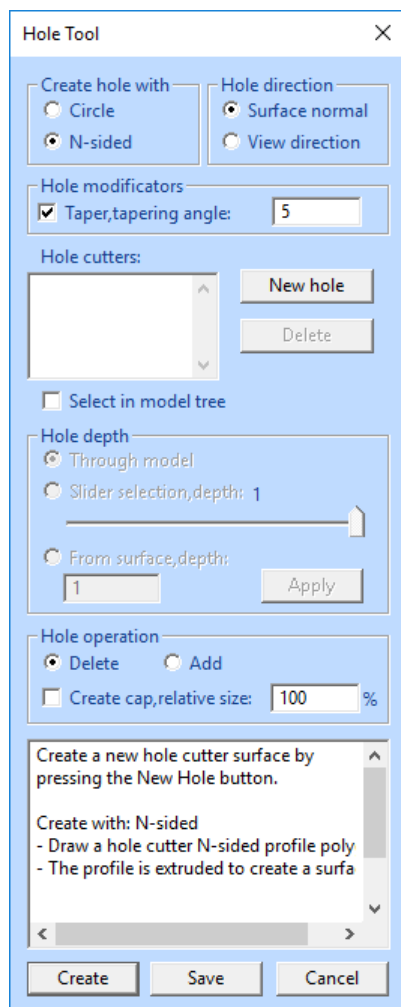 Hole Tool
Create hole with
Circle
N-sided
Hole direction
Surface normal
View direction
Hole modificators
Taper,tapering angle: 5
Hole cutters:
New hole
Delete
Select in model tree
Hole depth
Through model
Slider selection,depth: 1
From surface,depth:
1
Apply
Hole operation
Delete Add
Create cap,relative size: 100 %
Create a new hole cutter surface by
pressing the New Hole button.
Create with: N-sided
- Draw a hole cutter N-sided profile poly
- The profile is extruded to create a surfa
Create Save Cancel